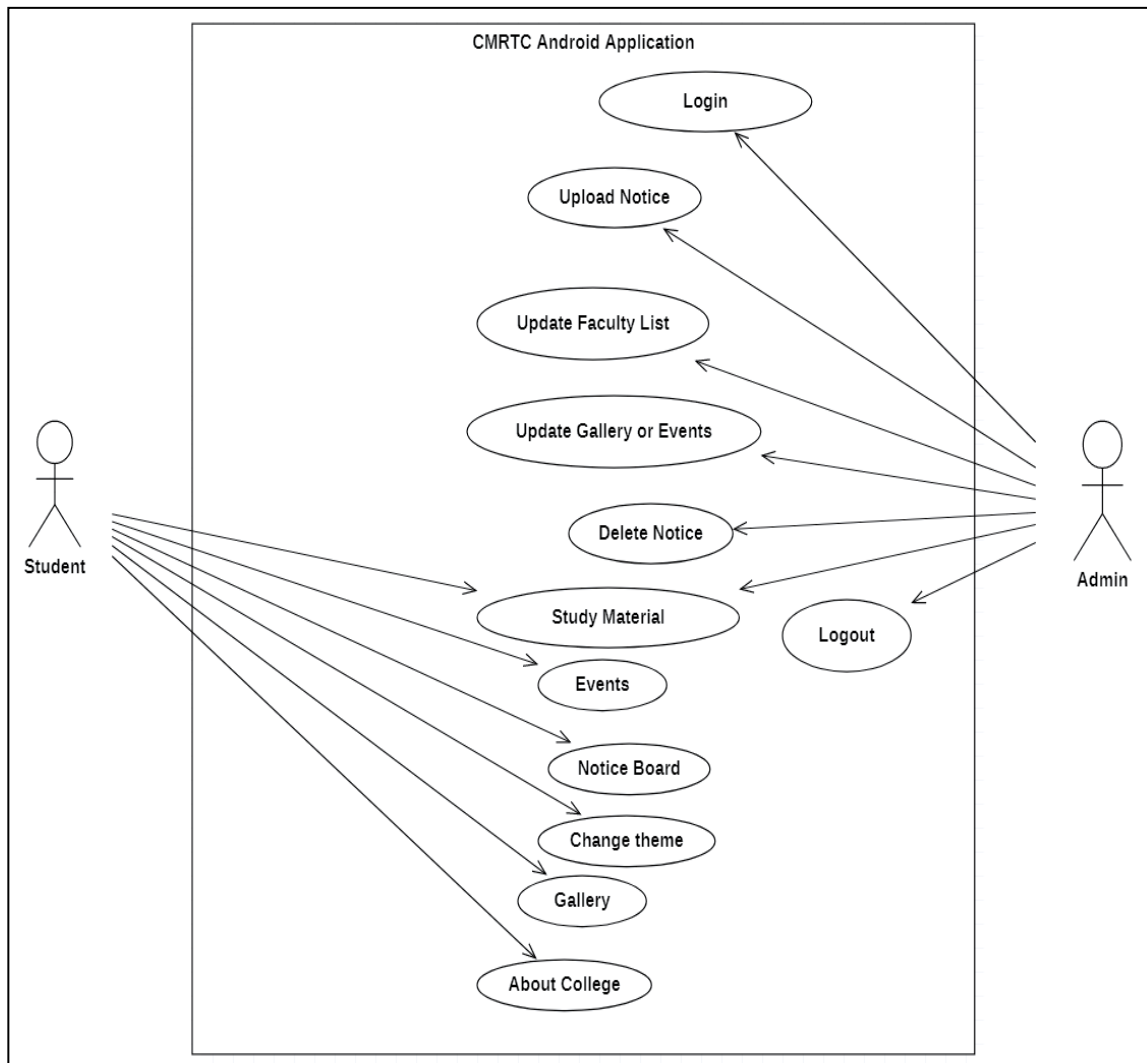 CMRTC Android Application
Login
Upload Notice
Update Faculty List
Update Gallery or Events
Delete Notice
Student
Admin
Study Material
Logout
Events
Notice Board
Change theme
Gallery
About College